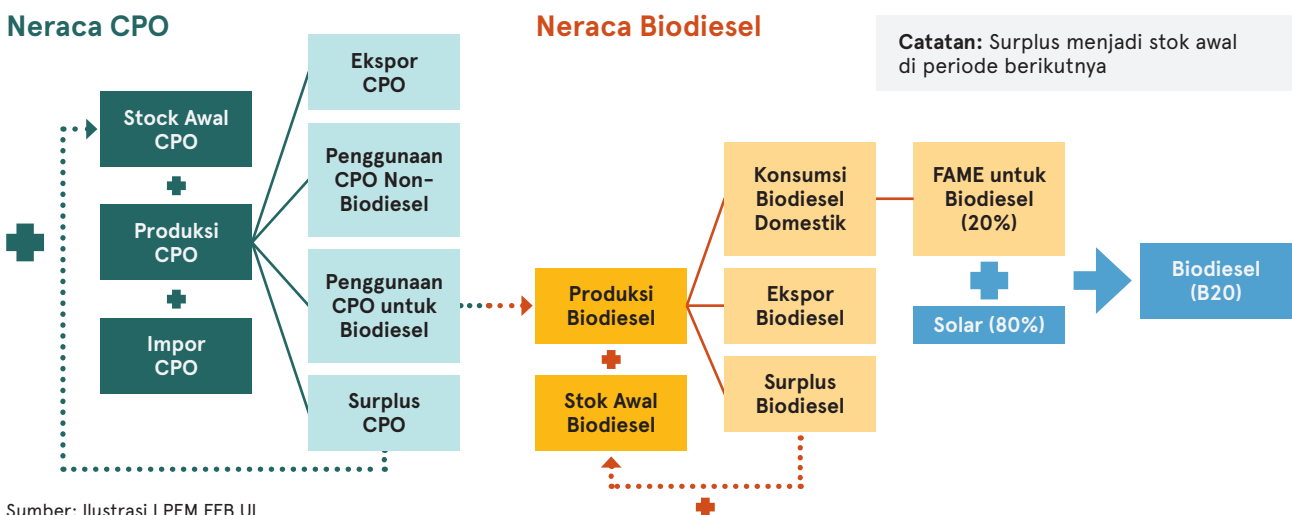 Neraca CPO
Stock Awal
CPO
Produksi
CPO
Impor
CPO
Ekspor
CPO
Penggunaan
CPO Non-
Biodiesel
Penggunaan
CPO untuk
Biodiesel
Surplus
CPO
Neraca Biodiesel
Produksi
Biodiesel
Stok Awal
Biodiesel
Konsumsi
Biodiesel
Domestik
Ekspor
Biodiesel
Surplus
Biodiesel
FAME untuk
Biodiesel
(20%)
Solar (80%)
Biodiesel
(B20)
Catatan: Surplus menjadi stok awal
di periode berikutnya
Sumber: Ilustrasi LPEM FEB UI